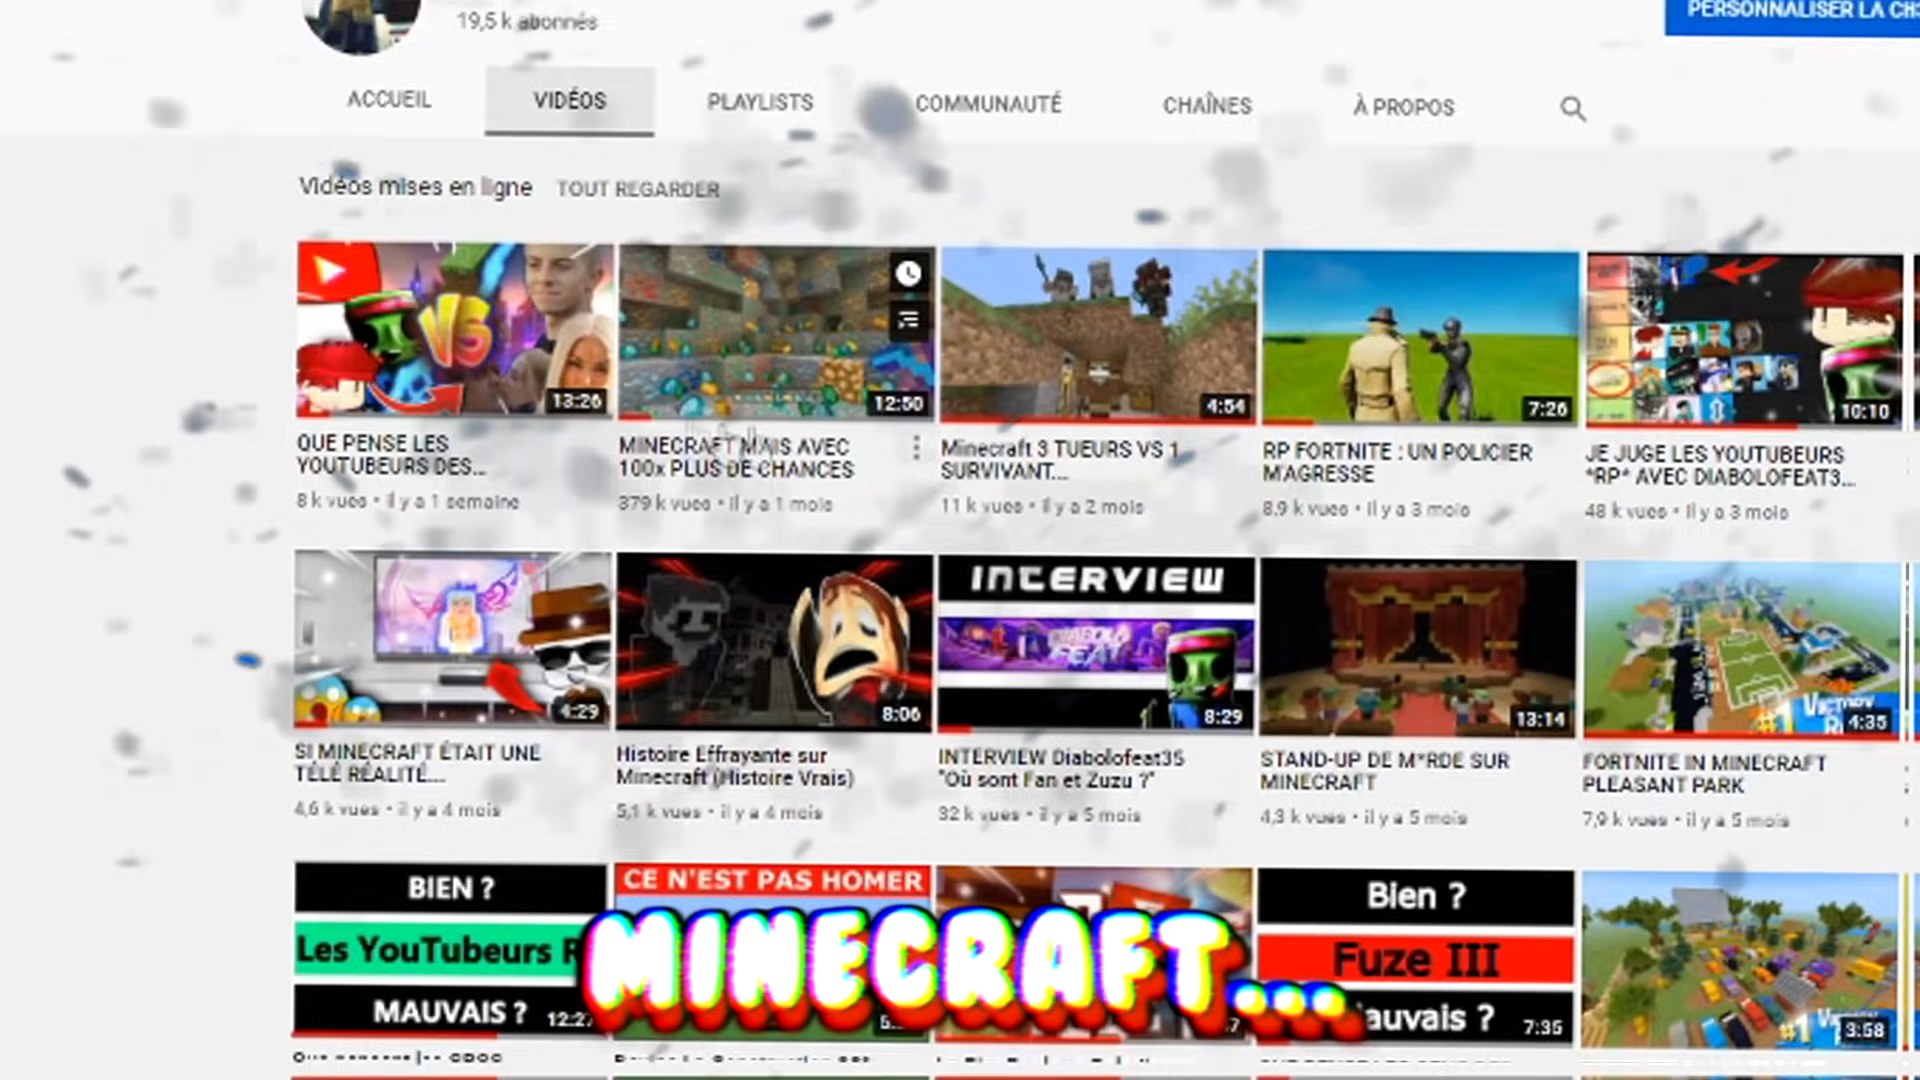 19,5 k abonnés
PERSONNALISER LA CH
ACCUEIL
VIDÉOS
PLAYLISTS
COMMUNAUTÉ
CHAÎNES
À PROPOS
Vidéos mises en ligne
TOUT REGARDER
VS
13:26
12:50
4:54
7:26
10:10
QUE PENSE LES
YOUTUBEURS DES...
8 k vues • il y a 1 semaine
MINECRAFT MAIS AVEC
100x PLUS DE CHANCES
379 k vues • il y a 1 mois
Minecraft 3 TUEURS VS 1
SURVIVANT...
11 k vues • il y a 2 mois
RP FORTNITE : UN POLICIER
M'AGRESSE
8,9 k vues • il y a 3 mois
JE JUGE LES YOUTUBEURS
*RP* AVEC DIABOLOFEAT3...
48 k vues • il y a 3 mois
4:29
8:06
INTERVIEW
DIABOLO
FEAT
8:29
13:14
#1 VICTORY
4:35
SI MINECRAFT ÉTAIT UNE
TÉLÉ RÉALITÉ...
4,6 k vues • il y a 4 mois
Histoire Effrayante sur
Minecraft (Histoire Vrais)
5,1 k vues • il y a 4 mois
INTERVIEW Diabolofeat35
"Où sont Fan et Zuzu ?"
32 k vues • il y a 5 mois
STAND-UP DE M*RDE SUR
MINECRAFT
4,3 k vues • il y a 5 mois
FORTNITE IN MINECRAFT
PLEASANT PARK
7,9 k vues • il y a 5 mois
BIEN ?
Les YouTubeurs R
MAUVAIS ?
12:27
CE N'EST PAS HOMER
MINECRAFT...
Bien ?
Fuze III
auvais ?
7:35
#1
3:58